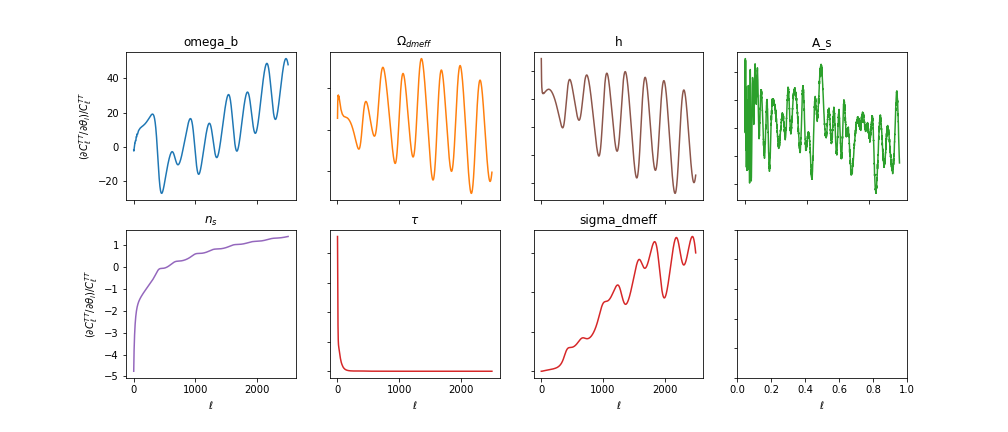 omega_b
Ω_dmeff
h
A_s
(∂C_ℓ^TT/∂θ_i)/C_ℓ^TT
40
20
0
−20
n_s
τ
sigma_dmeff
(∂C_ℓ^TT/∂θ_i)/C_ℓ^TT
1
0
−1
−2
−3
−4
−5
0 1000 2000
0 1000 2000
0 1000 2000
0.0 0.2 0.4 0.6 0.8 1.0
ℓ
ℓ
ℓ
ℓ